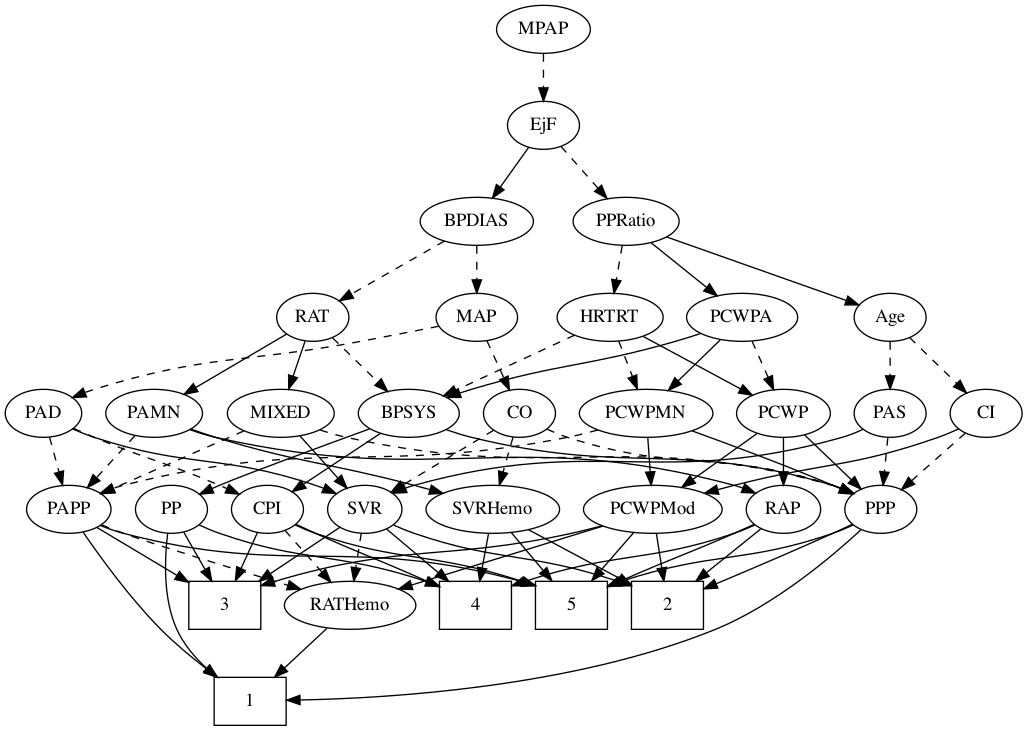 MPAP
EjF
BPDIAS
PPRatio
RAT
MAP
HRTRT
PCWPA
Age
PAD
PAMN
MIXED
BPSYS
CO
PCWPMN
PCWP
PAS
CI
PAPP
PP
CPI
SVR
SVRHemo
PCWPMod
RAP
PPP
3
RATHemo
4
5
2
1